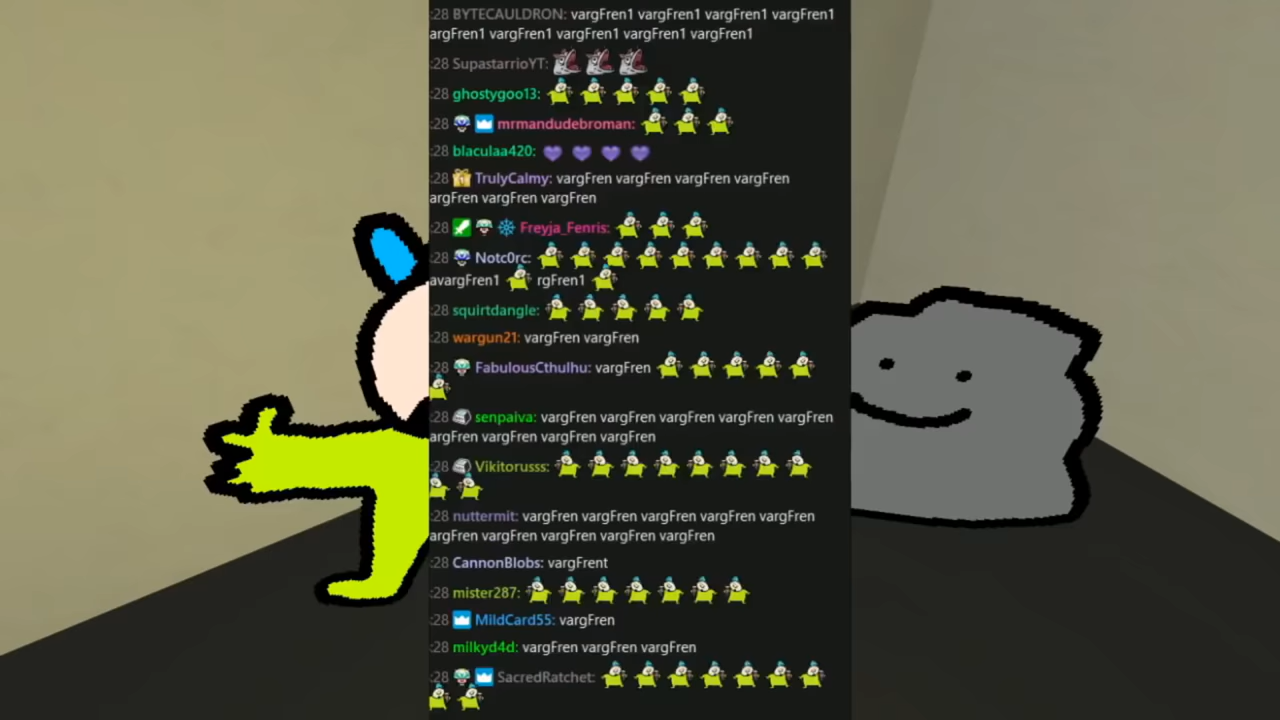 :28 BYTECAULDRON: vargFren1 vargFren1 vargFren1 vargFren1
argFren1 vargFren1 vargFren1 vargFren1 vargFren1
:28 SupastarrioYT:
:28 ghostygoo13:
:28 mrmandudebroman:
:28 blaculaa420:
:28 TrulyCalmy: vargFren vargFren vargFren vargFren
argFren vargFren vargFren
:28 Freyja_Fenris:
:28 Notc0rc:
avargFren1 rgFren1
:28 squirtdangle:
:28 wargun21: vargFren vargFren
:28 FabulousCthulhu: vargFren
:28 senpaiva: vargFren vargFren vargFren vargFren vargFren
argFren vargFren vargFren vargFren
:28 Vikitorusss:
:28 nuttermit: vargFren vargFren vargFren vargFren vargFren
argFren vargFren vargFren vargFren vargFren
:28 CannonBlobs: vargFrent
:28 mister287:
:28 MildCard55: vargFren
:28 milkyd4d: vargFren vargFren vargFren
:28 SacredRatchet: